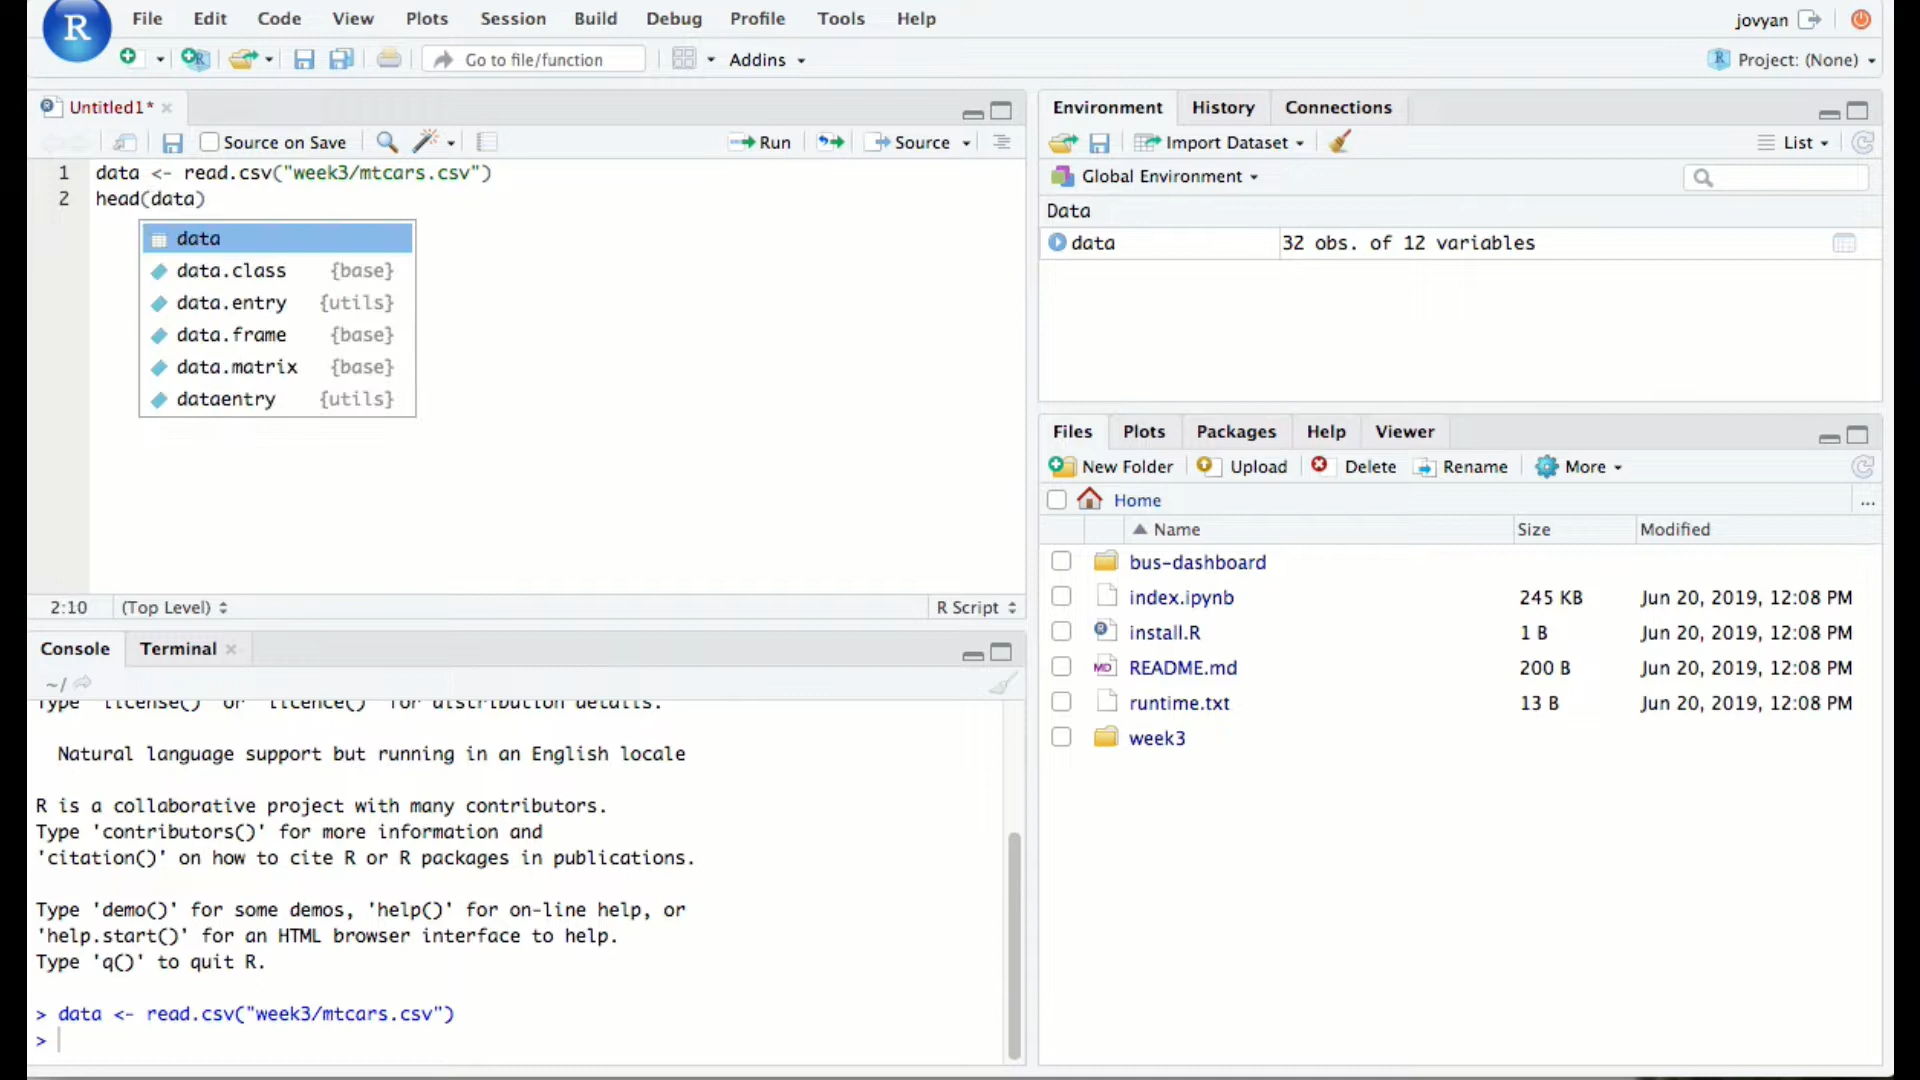 R
File Edit Code View Plots Session Build Debug Profile Tools Help
jovyan
Go to file/function
Addins
Project: (None)
Untitled1*
Source on Save
Run
Source
1 data <- read.csv("week3/mtcars.csv")
2 head(data)
data
data.class {base}
data.entry {utils}
data.frame {base}
data.matrix {base}
dataentry {utils}
2:10 (Top Level)
R Script
Console Terminal
~/
Type 'license()' or 'licence()' for distribution details.
Natural language support but running in an English locale
R is a collaborative project with many contributors.
Type 'contributors()' for more information and
'citation()' on how to cite R or R packages in publications.
Type 'demo()' for some demos, 'help()' for on-line help, or
'help.start()' for an HTML browser interface to help.
Type 'q()' to quit R.
> data <- read.csv("week3/mtcars.csv")
>
Environment History Connections
Import Dataset
List
Global Environment
Data
data 32 obs. of 12 variables
Files Plots Packages Help Viewer
New Folder Upload Delete Rename More
Home
...
Name Size Modified
bus-dashboard
index.ipynb 245 KB Jun 20, 2019, 12:08 PM
install.R 1 B Jun 20, 2019, 12:08 PM
README.md 200 B Jun 20, 2019, 12:08 PM
runtime.txt 13 B Jun 20, 2019, 12:08 PM
week3